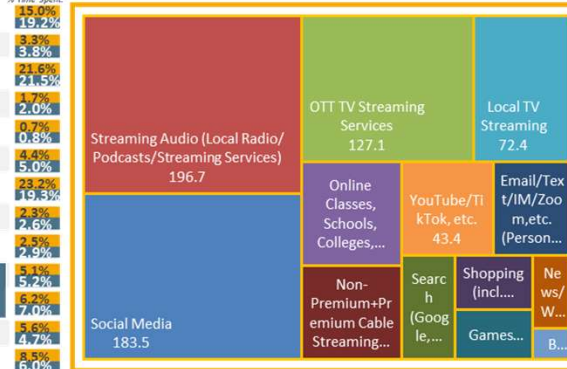 % Time Spent
15.0%
19.2%
3.3%
3.8%
21.6%
21.5%
1.7%
2.0%
0.7%
0.8%
4.4%
5.0%
23.2%
19.3%
2.3%
2.6%
2.5%
2.9%
5.1%
5.2%
6.2%
7.0%
5.6%
4.7%
8.5%
6.0%
Streaming Audio (Local Radio/
Podcasts/Streaming Services)
196.7
Social Media
183.5
OTT TV Streaming
Services
127.1
Local TV
Streaming
72.4
Online
Classes,
Schools,
Colleges,...
YouTube/Ti
kTok, etc.
43.4
Email/Tex
t/IM/Zoo
m,etc.
(Person...
Non-
Premium+Pr
emium Cable
Streaming...
Searc
h
(Goog
le,...
Shopping
(incl....
Games...
Ne
ws/
W...
B...